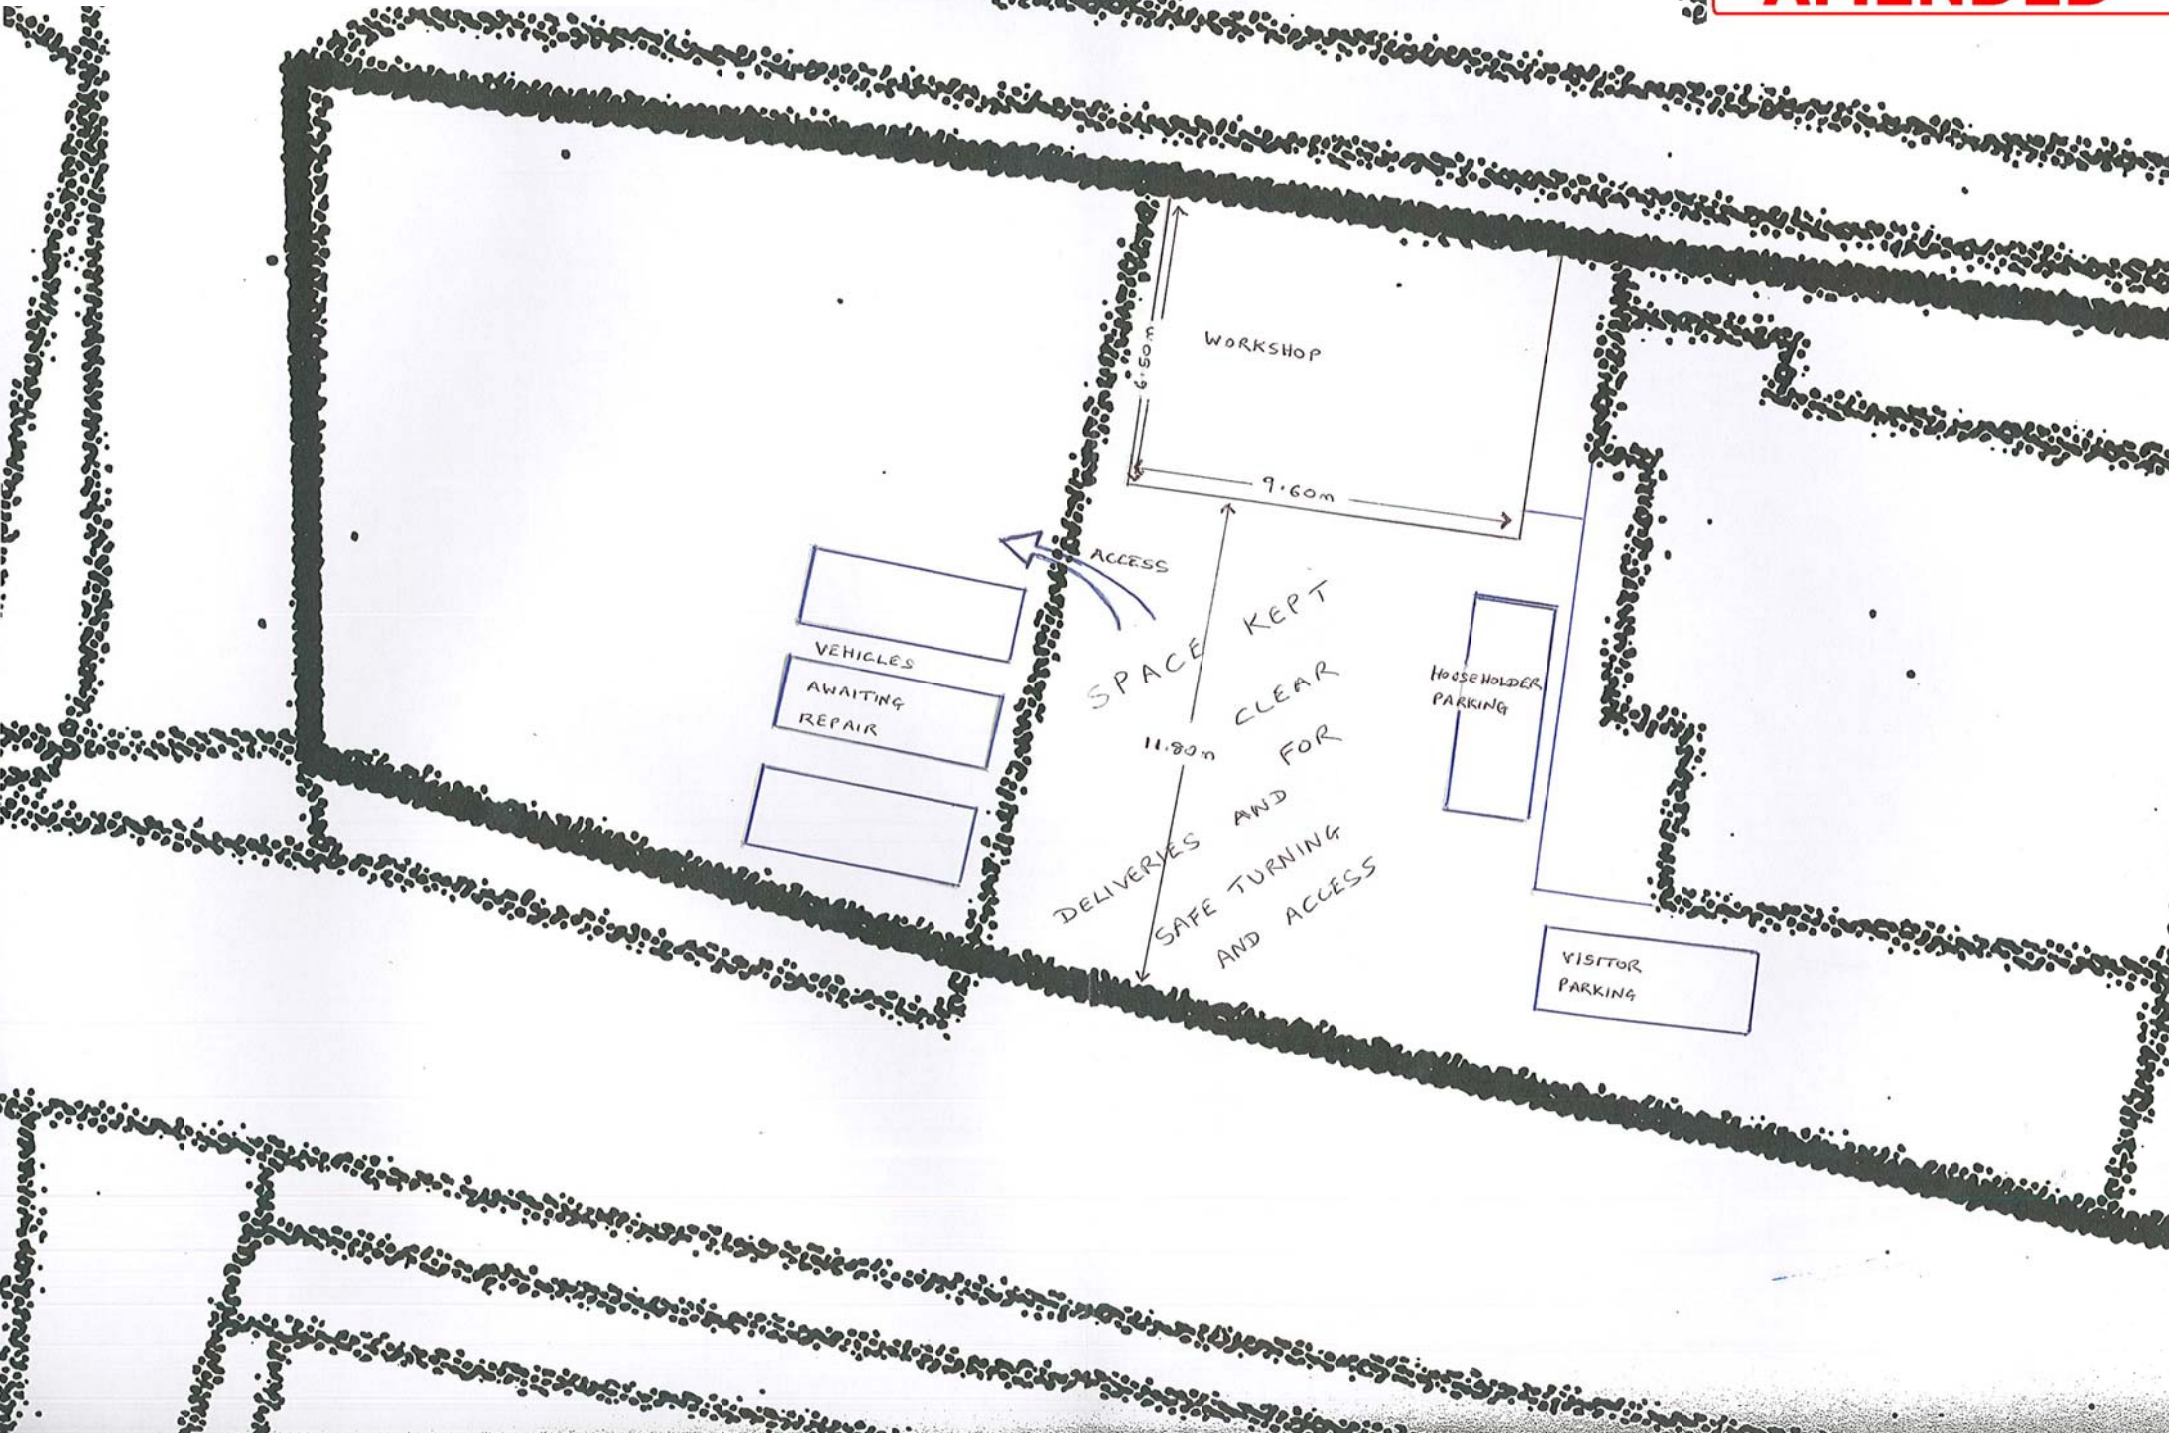 AMENDED
6.50m
WORKSHOP
9.60m
ACCESS
SPACE KEPT
CLEAR
FOR
11.80m
DELIVERIES AND
SAFE TURNING
AND ACCESS
VEHICLES
AWAITING
REPAIR
HOUSEHOLDER
PARKING
VISITOR
PARKING